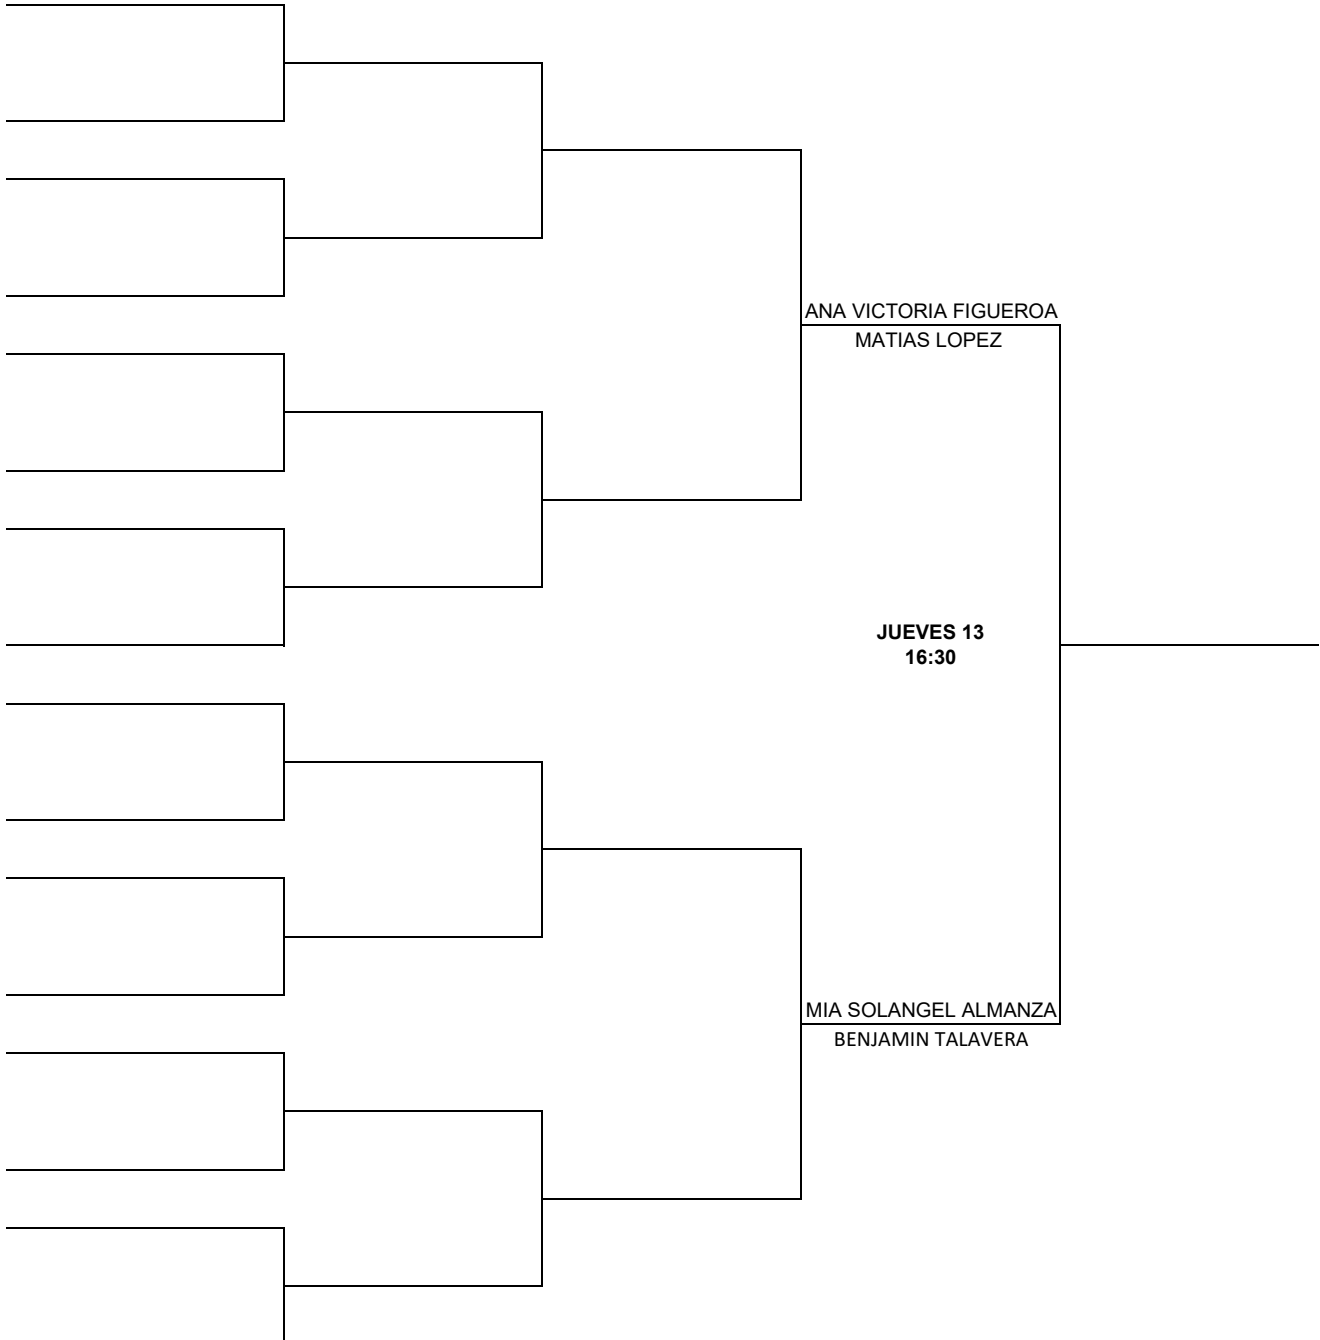 ANA VICTORIA FIGUEROA
MATIAS LOPEZ
JUEVES 13
16:30
MIA SOLANGEL ALMANZA
BENJAMIN TALAVERA